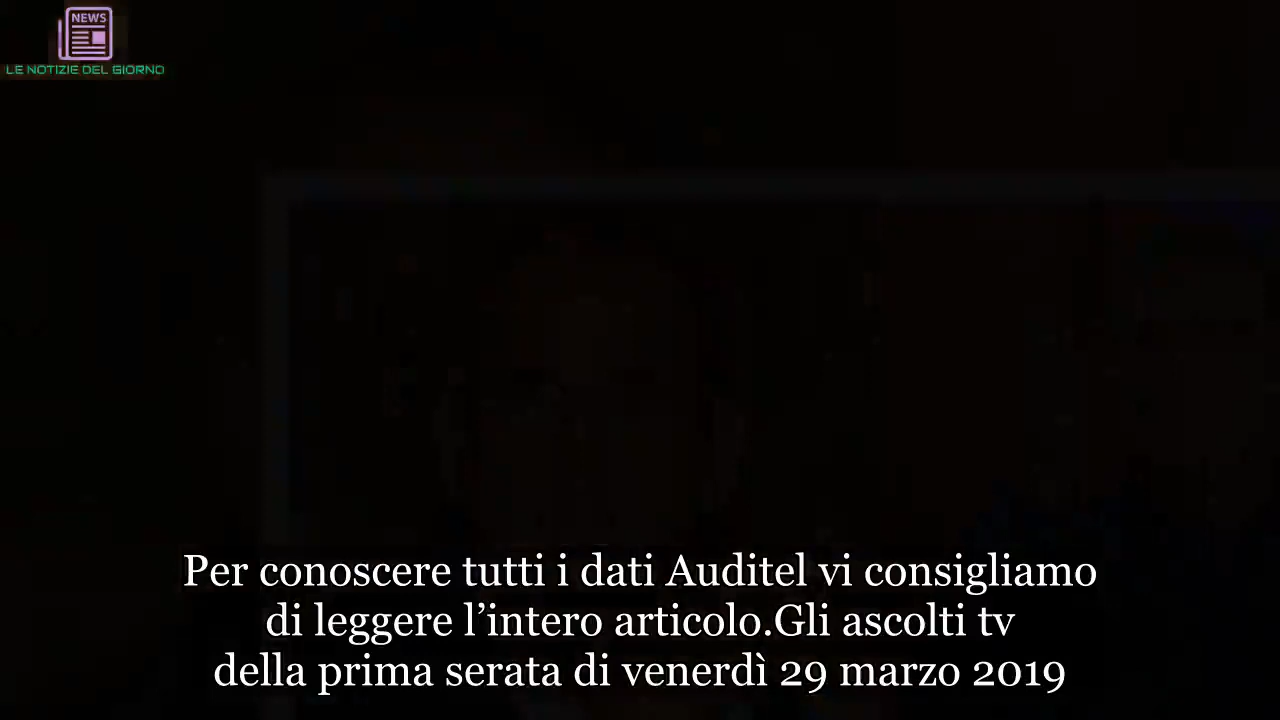 NEWS
LE NOTIZIE DEL GIORNO
Per conoscere tutti i dati Auditel vi consigliamo
di leggere l’intero articolo.Gli ascolti tv
della prima serata di venerdì 29 marzo 2019